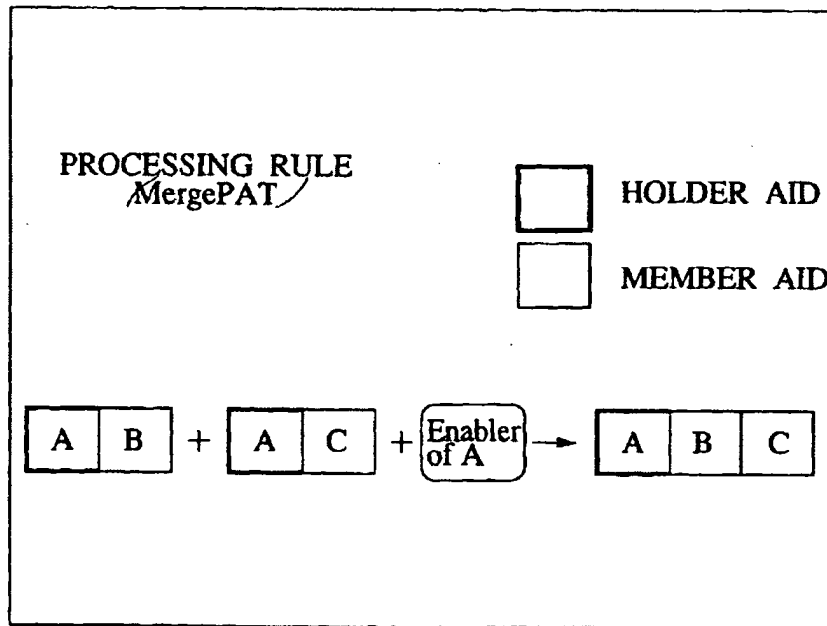 PROCESSING RULE
MergePAT
HOLDER AID
MEMBER AID
A B + A C + Enabler of A → A B C